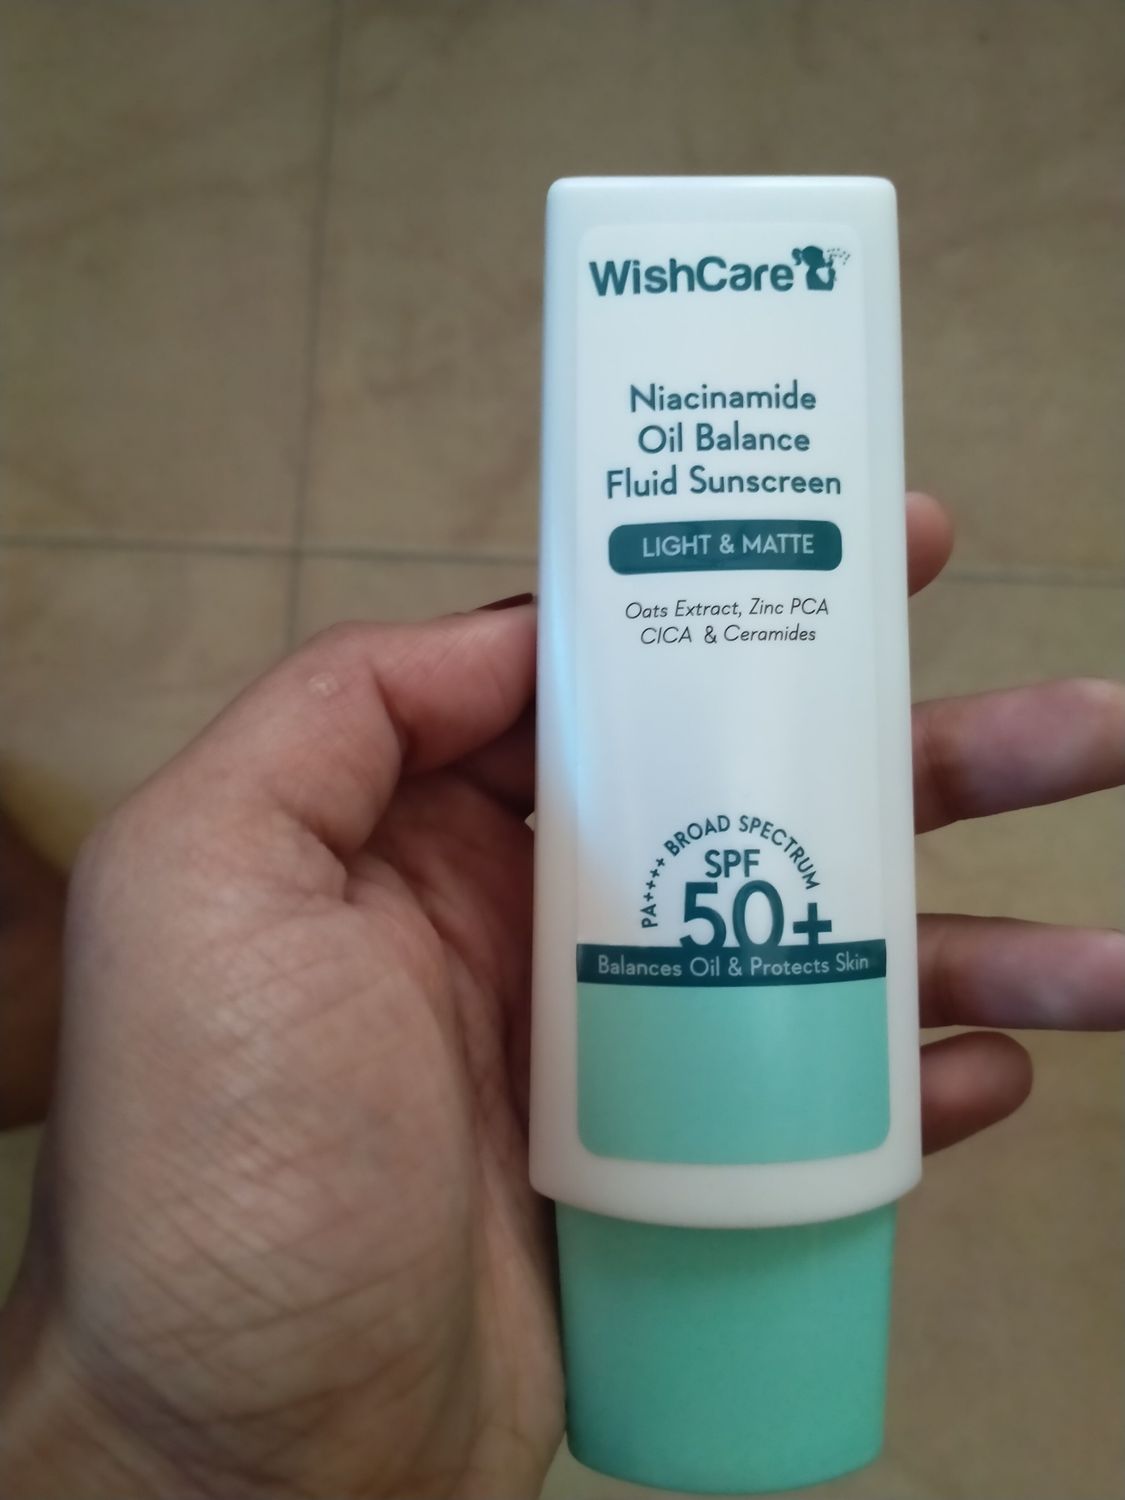 WishCare
Niacinamide
Oil Balance
Fluid Sunscreen
LIGHT & MATTE
Oats Extract, Zinc PCA
CICA & Ceramides
PA++++ BROAD SPECTRUM
SPF
50+
Balances Oil & Protects Skin